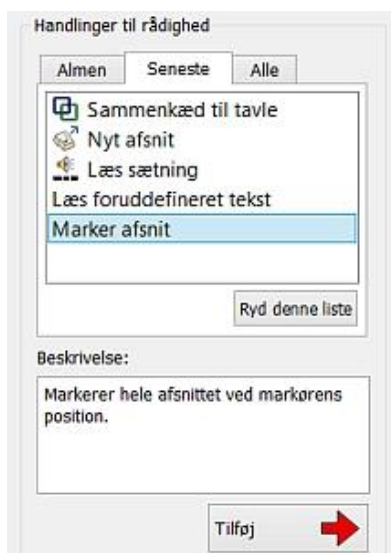 Handlinger til rådighed
Almen Seneste Alle
Sammenkæd til tavle
Nyt afsnit
Læs sætning
Læs foruddefineret tekst
Marker afsnit
Ryd denne liste
Beskrivelse:
Markerer hele afsnittet ved markørens
position.
Tilføj